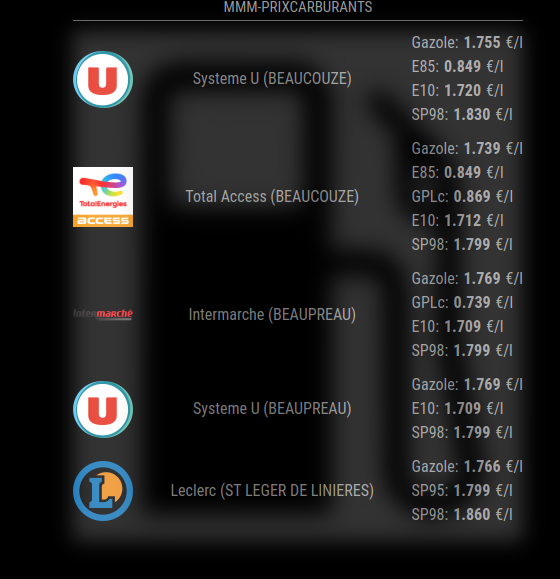 MMM-PRIXCARBURANTS
U
Systeme U (BEAUCOUZE)
Gazole: 1.755 €/l
E85: 0.849 €/l
E10: 1.720 €/l
SP98: 1.830 €/l
TotalEnergies
access
Total Access (BEAUCOUZE)
Gazole: 1.739 €/l
E85: 0.849 €/l
GPLc: 0.869 €/l
E10: 1.712 €/l
SP98: 1.799 €/l
Intermarché
Intermarche (BEAUPREAU)
Gazole: 1.769 €/l
GPLc: 0.739 €/l
E10: 1.709 €/l
SP98: 1.799 €/l
U
Systeme U (BEAUPREAU)
Gazole: 1.769 €/l
E10: 1.709 €/l
SP98: 1.799 €/l
L
Leclerc (ST LEGER DE LINIERES)
Gazole: 1.766 €/l
SP95: 1.799 €/l
SP98: 1.860 €/l